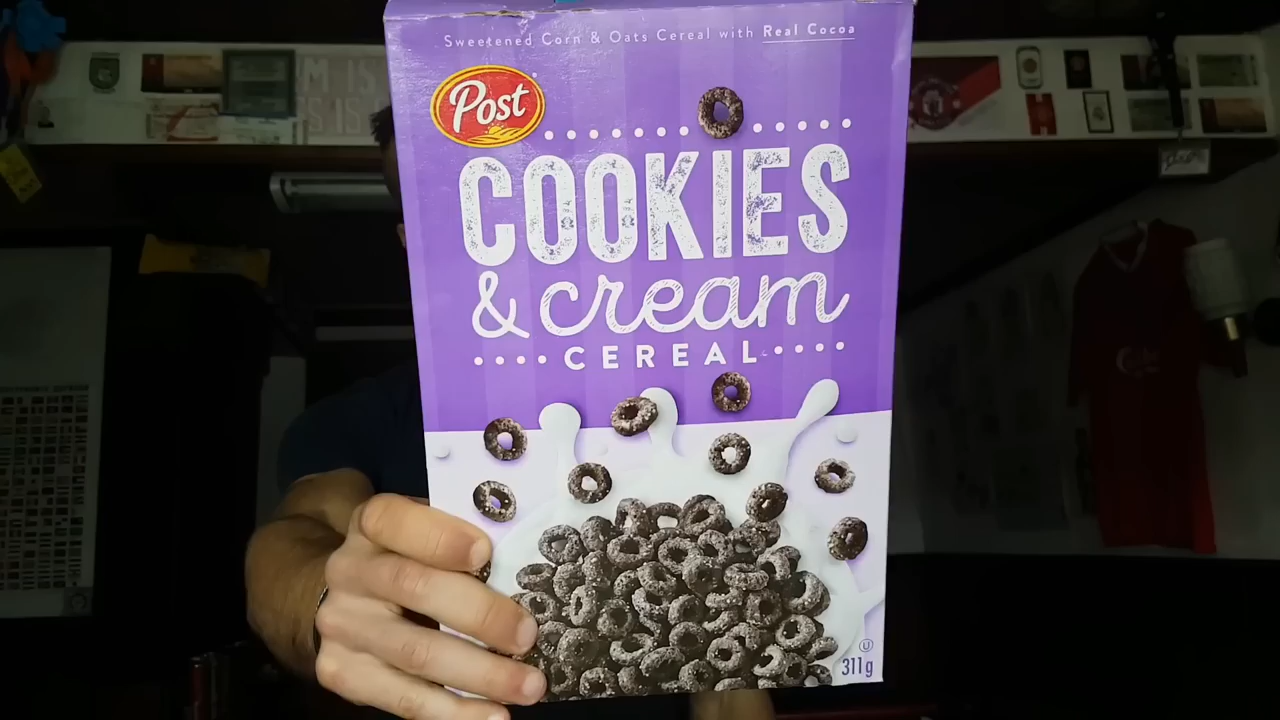 Sweetened Corn & Oats Cereal with Real Cocoa
Post
COOKIES
& cream
CEREAL
U
311g